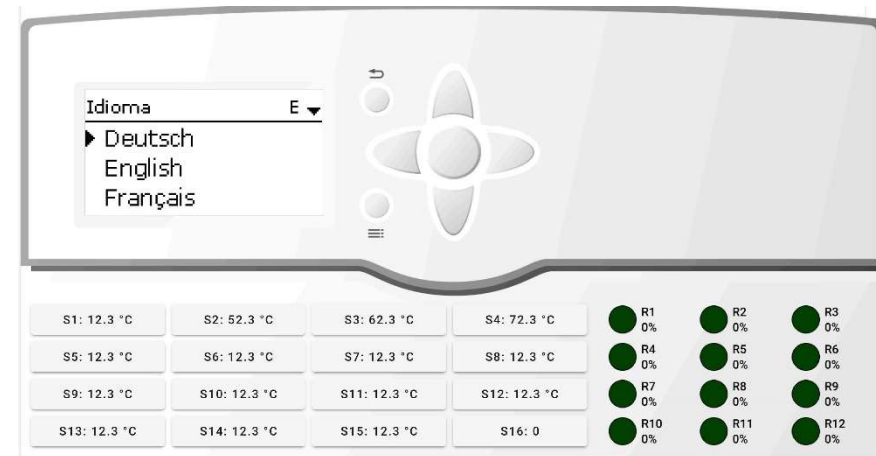 Idioma E
Deutsch
English
Français
S1: 12.3 °C S2: 52.3 °C S3: 62.3 °C S4: 72.3 °C
R1 0% R2 0% R3 0%
S5: 12.3 °C S6: 12.3 °C S7: 12.3 °C S8: 12.3 °C
R4 0% R5 0% R6 0%
S9: 12.3 °C S10: 12.3 °C S11: 12.3 °C S12: 12.3 °C
R7 0% R8 0% R9 0%
S13: 12.3 °C S14: 12.3 °C S15: 12.3 °C S16: 0
R10 0% R11 0% R12 0%